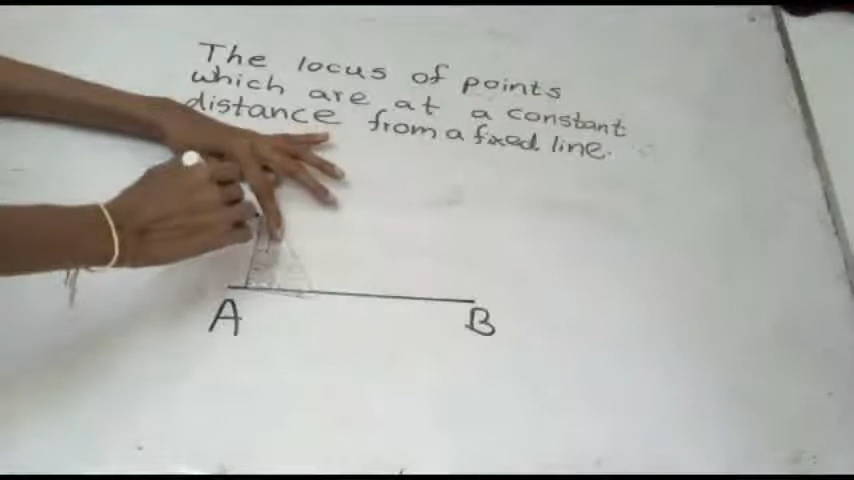 The locus of points
which are at a constant
distance from a fixed line.
A
B